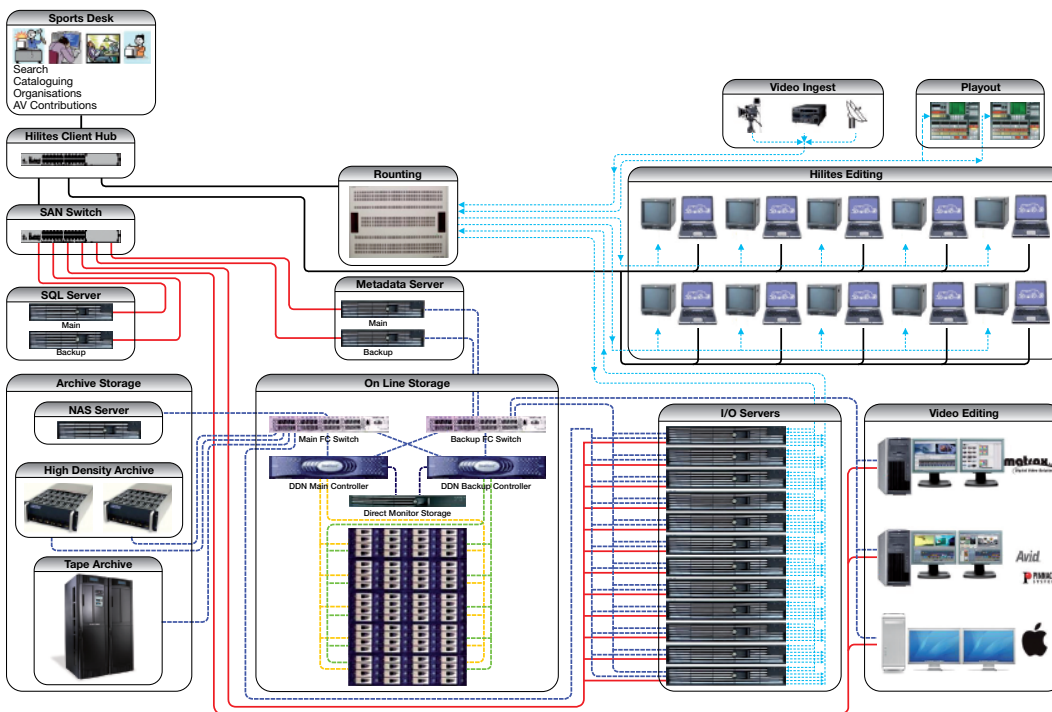 Sports Desk
Search
Cataloguing
Organisations
AV Contributions
Video Ingest
Playout
Hilites Client Hub
Rounting
Hilites Editing
SAN Switch
SQL Server
Main
Backup
Metadata Server
Main
Backup
Archive Storage
NAS Server
High Density Archive
Tape Archive
On Line Storage
Main FC Switch
Backup FC Switch
DDN Main Controller
DDN Backup Controller
Direct Monitor Storage
I/O Servers
Video Editing
matrox
Avid
PINNACLE
SYSTEMS